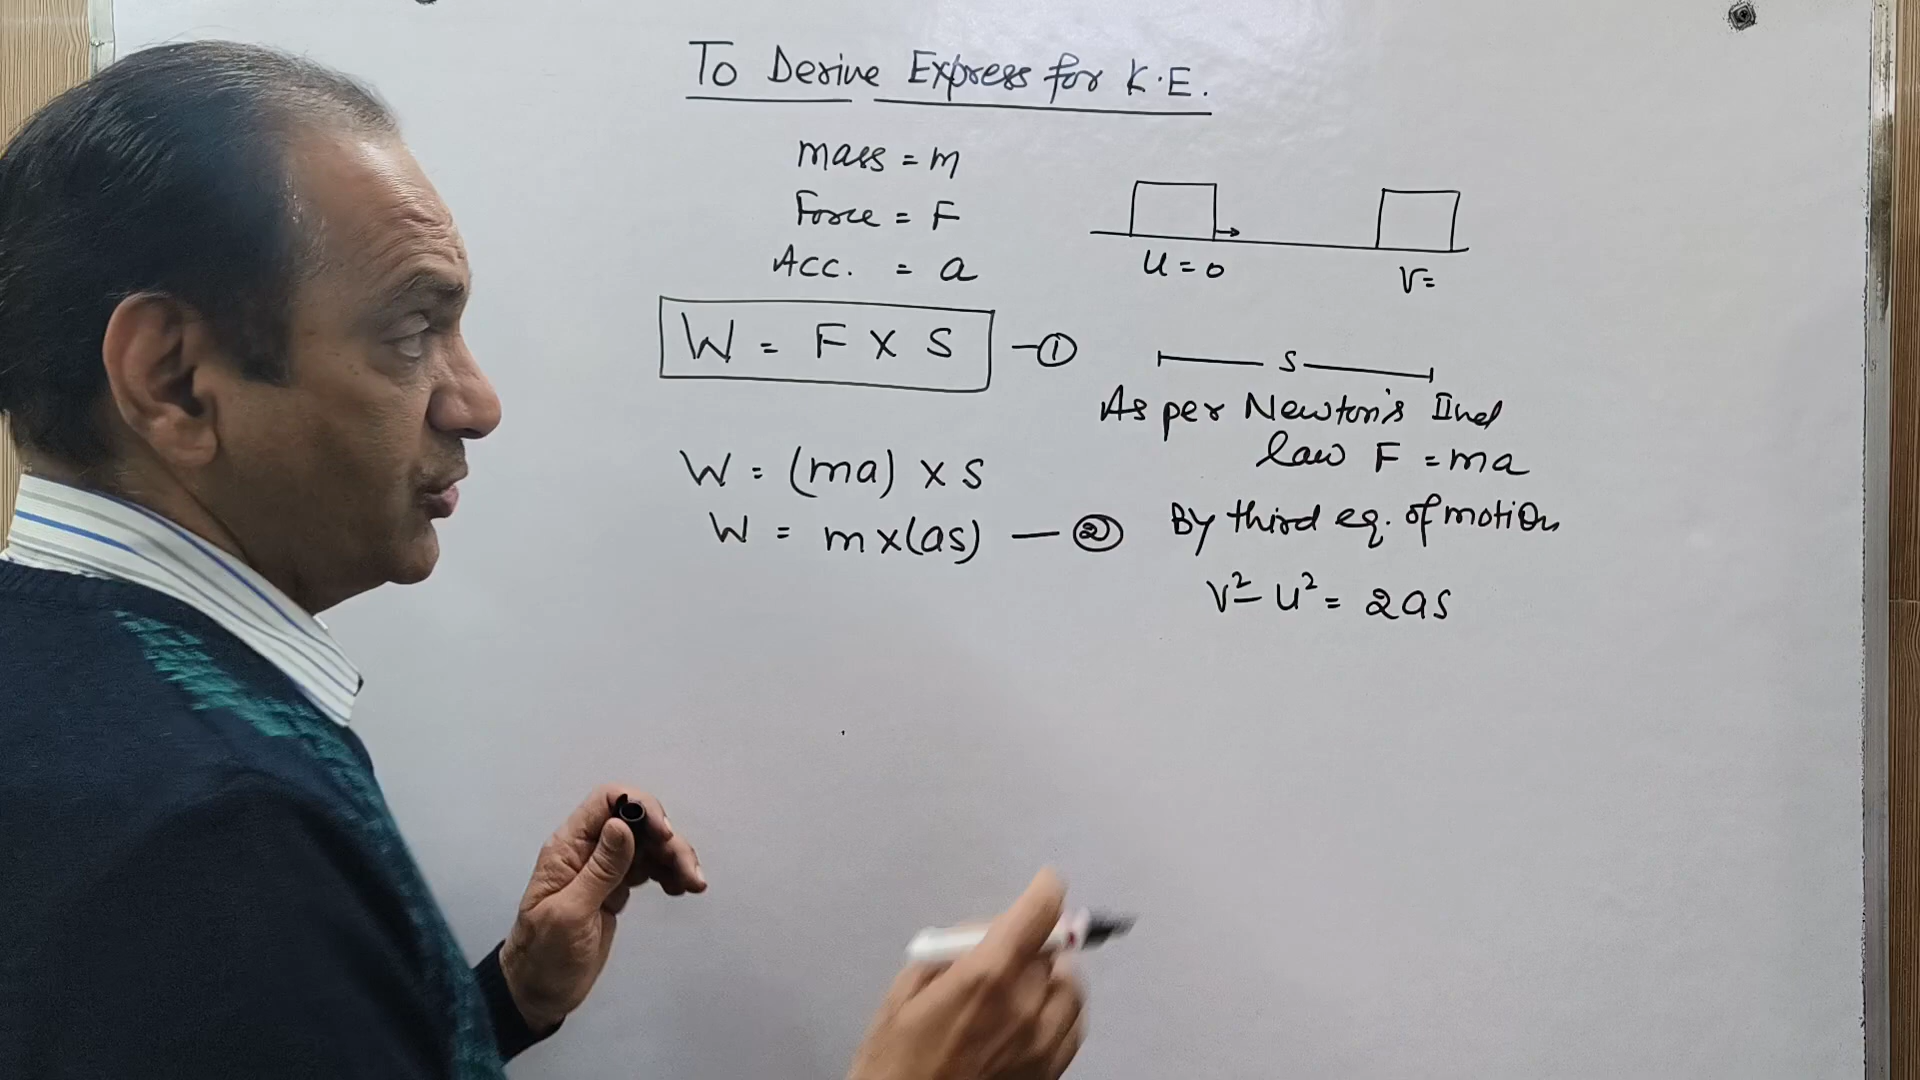 To Derive Express for K.E.
mass = m
Force = F
Acc. = a
U = 0
V =
W = F X S —①
S
As per Newton's IInd
law F = ma
W = (ma) X S
W = m x (as) — ②
By third eq. of motion
V² - U² = 2as